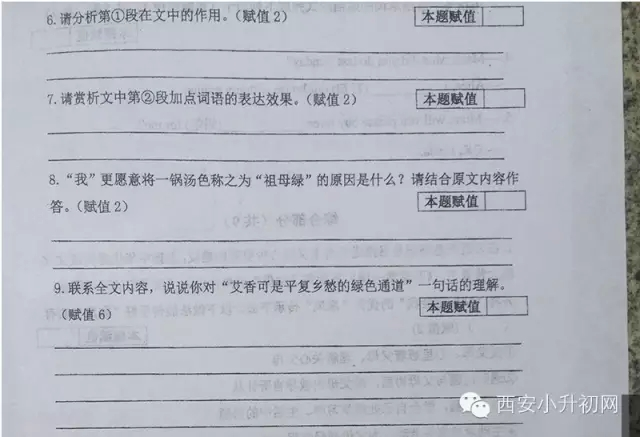 6.请分析第①段在文中的作用。(赋值2)
本题赋值
7.请赏析文中第②段加点词语的表达效果。(赋值2)
本题赋值
8.“我”更愿意将一锅汤色称之为“祖母緑”的原因是什么？请结合原文内容作
答。(赋值2)
本题赋值
9.联系全文内容，说说你对“艾香可是平复乡愁的绿色通道”一句话的理解。
(赋值6)
本题赋值
西安小升初网